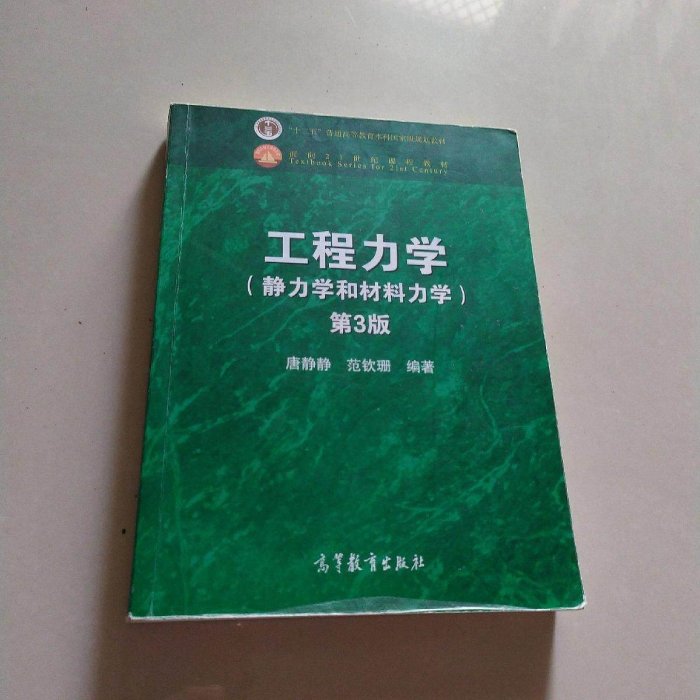 “十二五”普通高等教育本科国家级规划教材
面向21世纪课程教材
Textbook Series for 21st Century
工程力学
（静力学和材料力学）
第3版
唐静静 范钦珊 编著
高等教育出版社